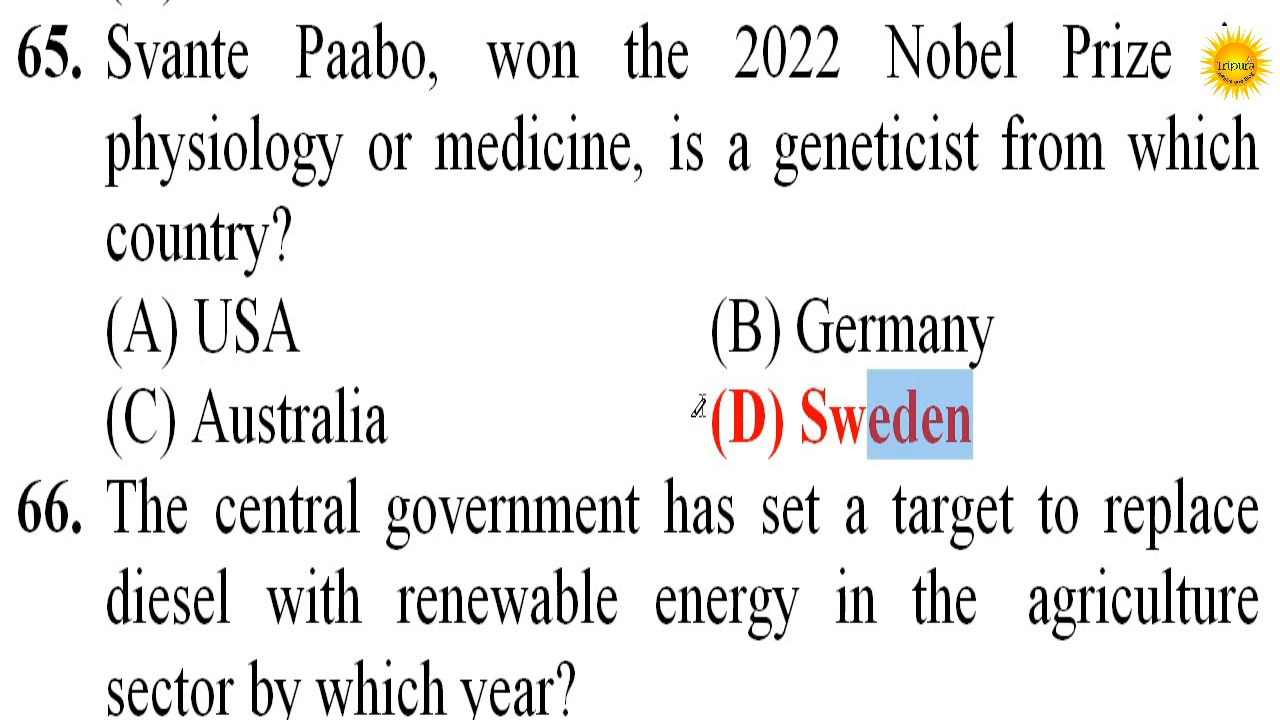 65. Svante Paabo, won the 2022 Nobel Prize
Tripura
physiology or medicine, is a geneticist from which
country?
(A) USA (B) Germany
(C) Australia (D) Sweden
66. The central government has set a target to replace
diesel with renewable energy in the agriculture
sector by which year?